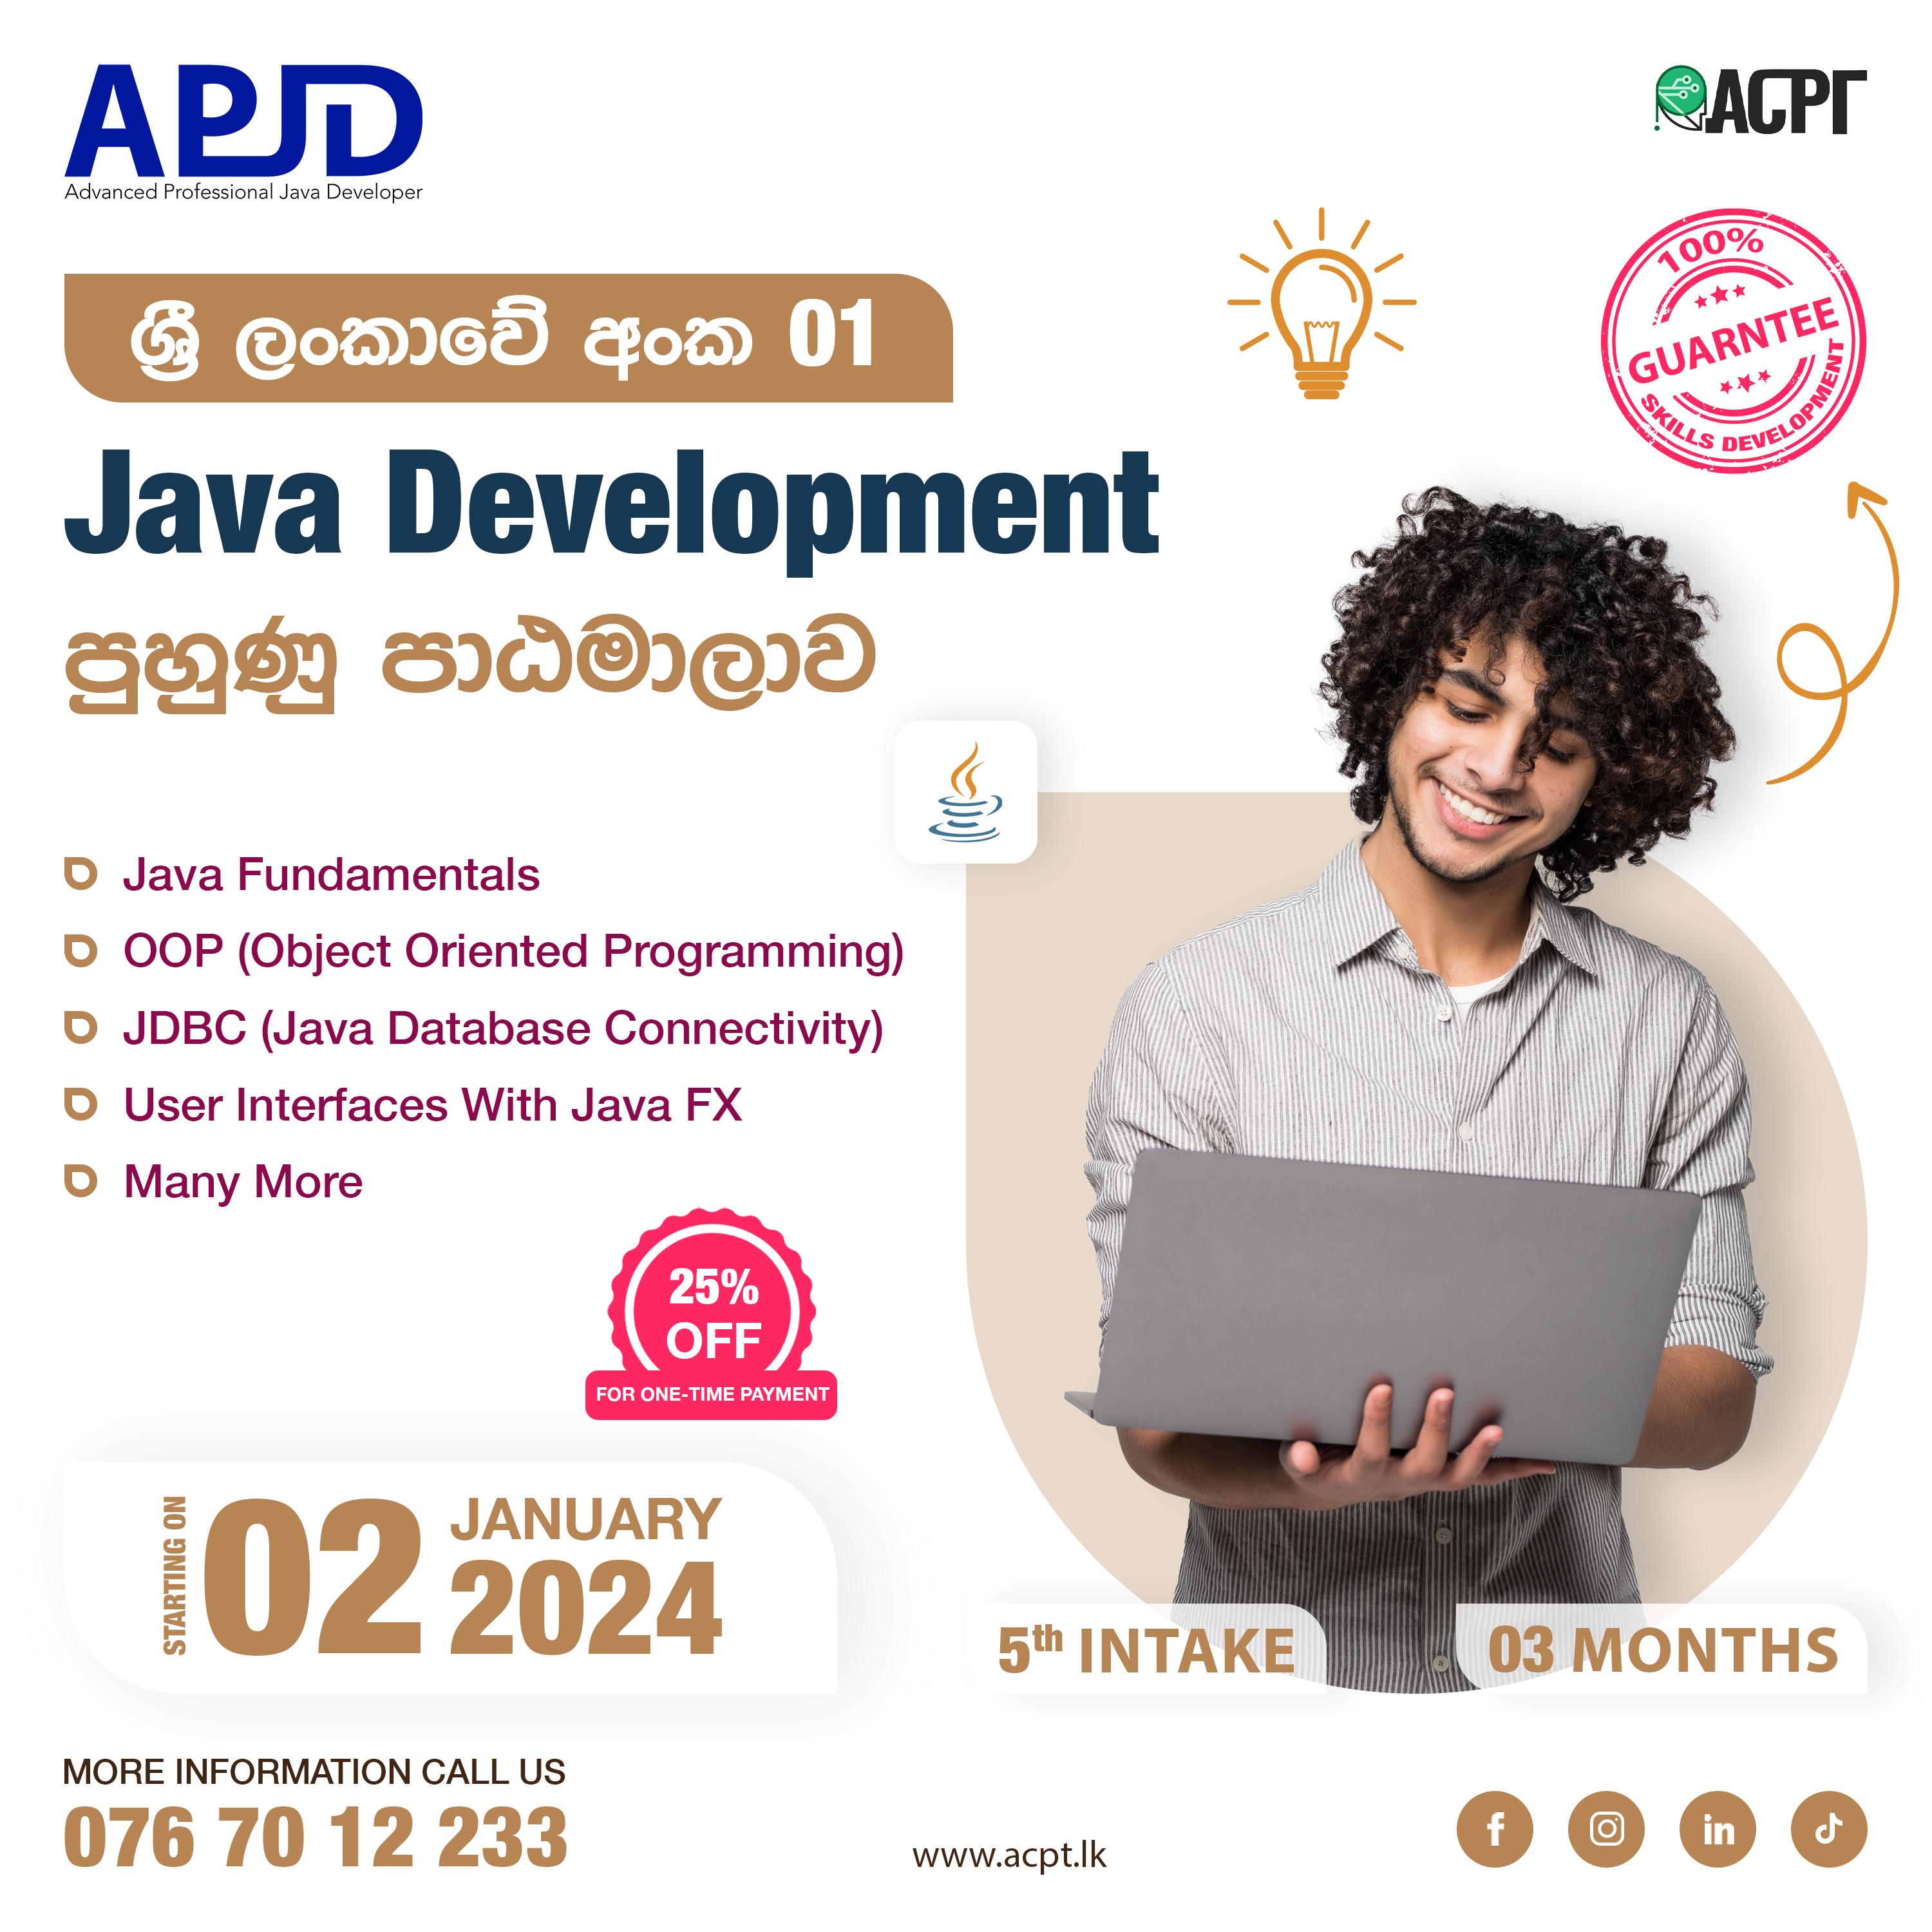 APJD
Advanced Professional Java Developer
ACPT
ශ්‍රී ලංකාවේ අංක 01
100%
GUARNTEE
SKILLS DEVELOPMENT
Java Development
පුහුණු පාඨමාලාව
Java Fundamentals
OOP (Object Oriented Programming)
JDBC (Java Database Connectivity)
User Interfaces With Java FX
Many More
25%
OFF
FOR ONE-TIME PAYMENT
STARTING ON
02
JANUARY
2024
5th INTAKE
03 MONTHS
MORE INFORMATION CALL US
076 70 12 233
www.acpt.lk